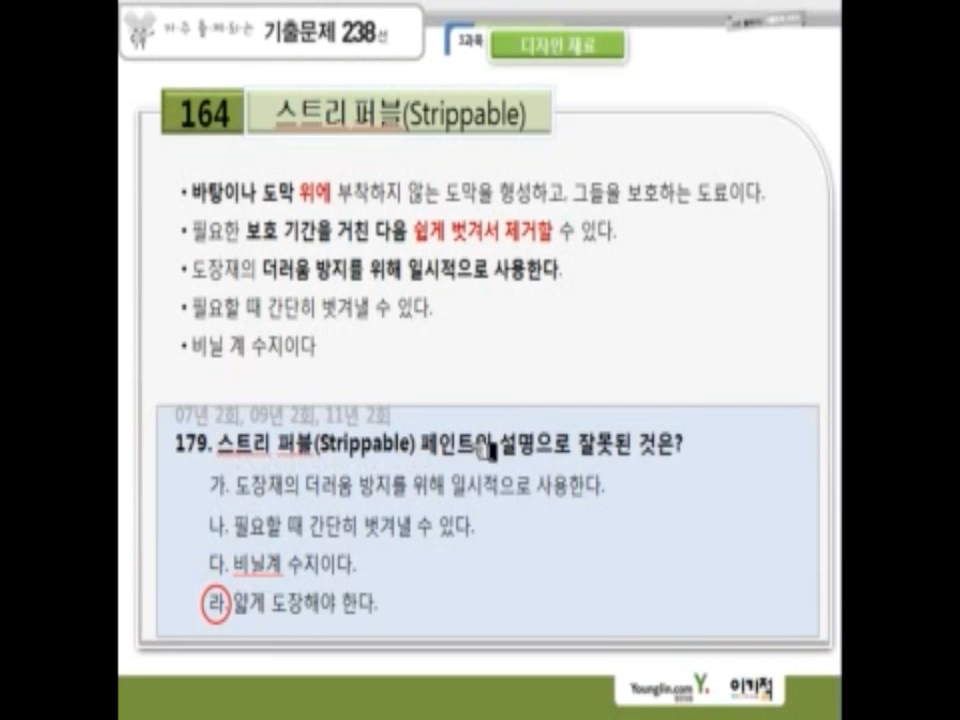 자주 출제되는 기출문제 238선
3과목 디자인 재료
164 스트리 퍼블(Strippable)
• 바탕이나 도막 위에 부착하지 않는 도막을 형성하고, 그들을 보호하는 도료이다.
• 필요한 보호 기간을 거친 다음 쉽게 벗겨서 제거할 수 있다.
• 도장재의 더러움 방지를 위해 일시적으로 사용한다.
• 필요할 때 간단히 벗겨낼 수 있다.
• 비닐 계 수지이다
07년 2회, 09년 2회, 11년 2회
179. 스트리 퍼블(Strippable) 페인트의 설명으로 잘못된 것은?
가. 도장재의 더러움 방지를 위해 일시적으로 사용한다.
나. 필요할 때 간단히 벗겨낼 수 있다.
다. 비닐계 수지이다.
라. 얇게 도장해야 한다.
Younglin.com Y. 이기적